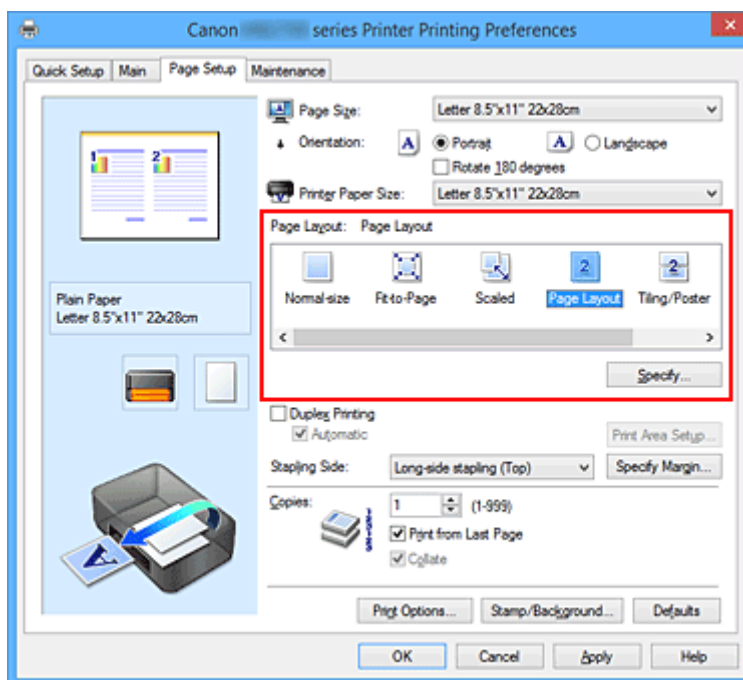 Canon series Printer Printing Preferences
Quick Setup Main Page Setup Maintenance
1 2
Plain Paper
Letter 8.5"x11" 22x28cm
Page Size: Letter 8.5"x11" 22x28cm
Orientation: A Portrait A Landscape
Rotate 180 degrees
Printer Paper Size: Letter 8.5"x11" 22x28cm
Page Layout: Page Layout
2 2
Normal-size Fit-to-Page Scaled Page Layout Tiling/Poster
Specify...
Duplex Printing
Automatic Print Area Setup...
Stapling Side: Long-side stapling (Top) Specify Margin...
Copies: 1 (1-999)
Print from Last Page
Collate
A
Print Options... Stamp/Background... Defaults
OK Cancel Apply Help